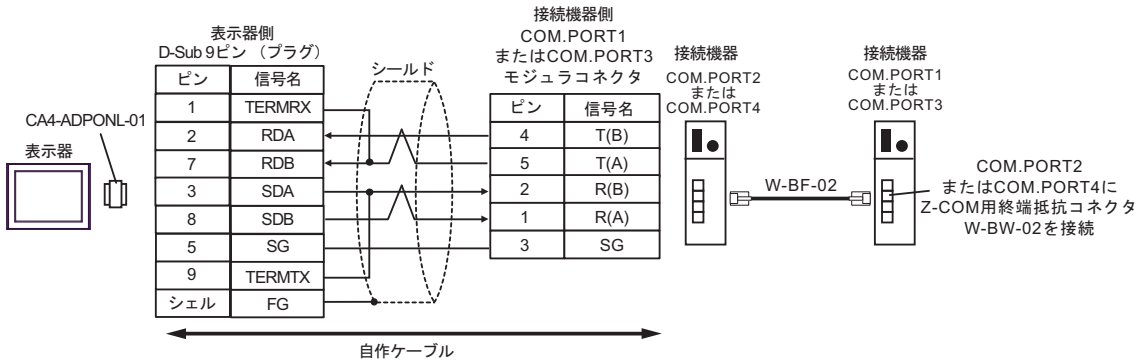 CA4-ADPONL-01
表示器
表示器側
D-Sub 9ピン （プラグ）
ピン 信号名
1 TERMRX
2 RDA
7 RDB
3 SDA
8 SDB
5 SG
9 TERMTX
シェル FG
シールド
接続機器側
COM.PORT1
またはCOM.PORT3
モジュラコネクタ
ピン 信号名
4 T(B)
5 T(A)
2 R(B)
1 R(A)
3 SG
自作ケーブル
接続機器
COM.PORT2
または
COM.PORT4
W-BF-02
接続機器
COM.PORT1
または
COM.PORT3
COM.PORT2
またはCOM.PORT4に
Z-COM用終端抵抗コネクタ
W-BW-02を接続